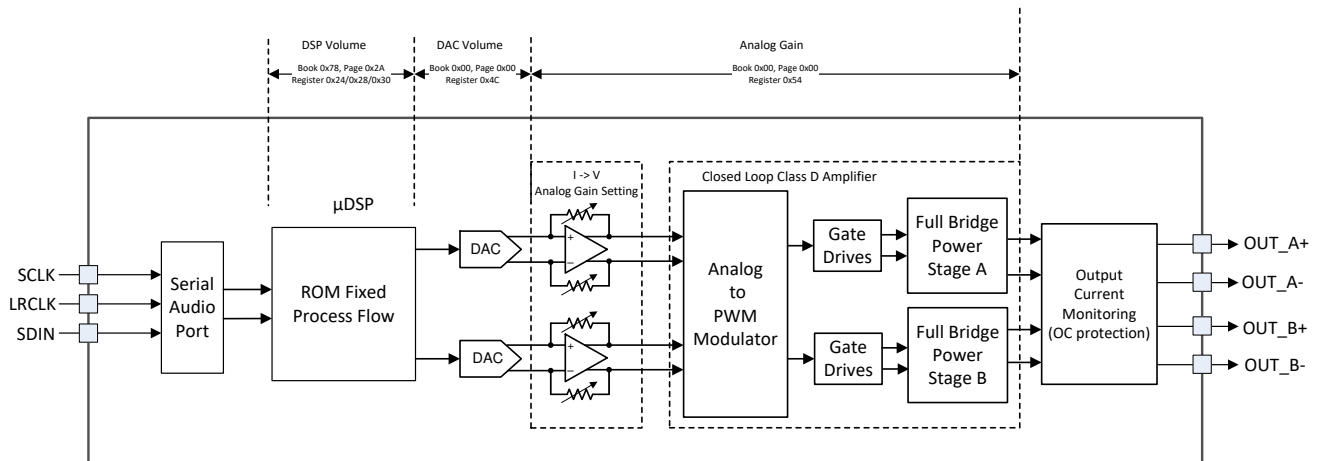 DSP Volume
Book 0x78, Page 0x2A
Register 0x24/0x28/0x30
DAC Volume
Book 0x00, Page 0x00
Register 0x4C
Analog Gain
Book 0x00, Page 0x00
Register 0x54
I -> V
Analog Gain Setting
Closed Loop Class D Amplifier
µDSP
SCLK
LRCLK
SDIN
Serial
Audio
Port
ROM Fixed
Process Flow
DAC
DAC
+
−
+
−
Analog
to
PWM
Modulator
Gate
Drives
Gate
Drives
Full Bridge
Power
Stage A
Full Bridge
Power
Stage B
Output
Current
Monitoring
(OC protection)
OUT_A+
OUT_A-
OUT_B+
OUT_B-